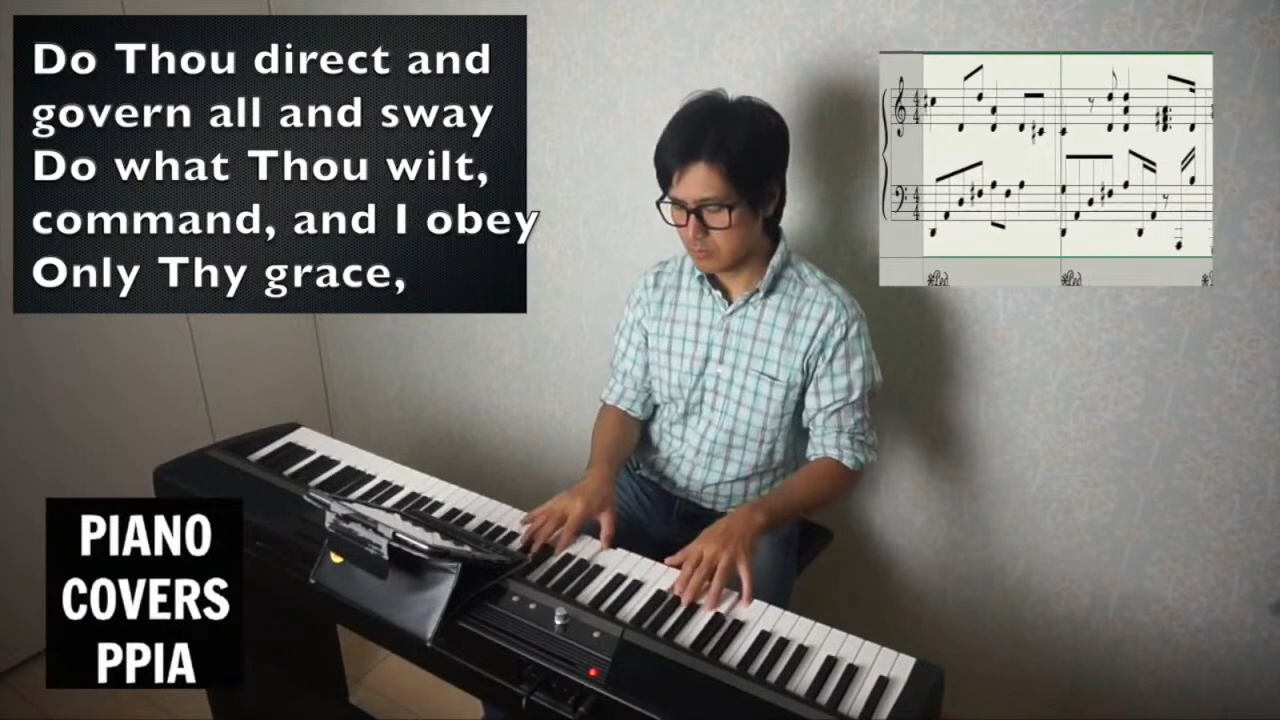 Do Thou direct and
govern all and sway
Do what Thou wilt,
command, and I obey
Only Thy grace,
PIANO
COVERS
PPIA